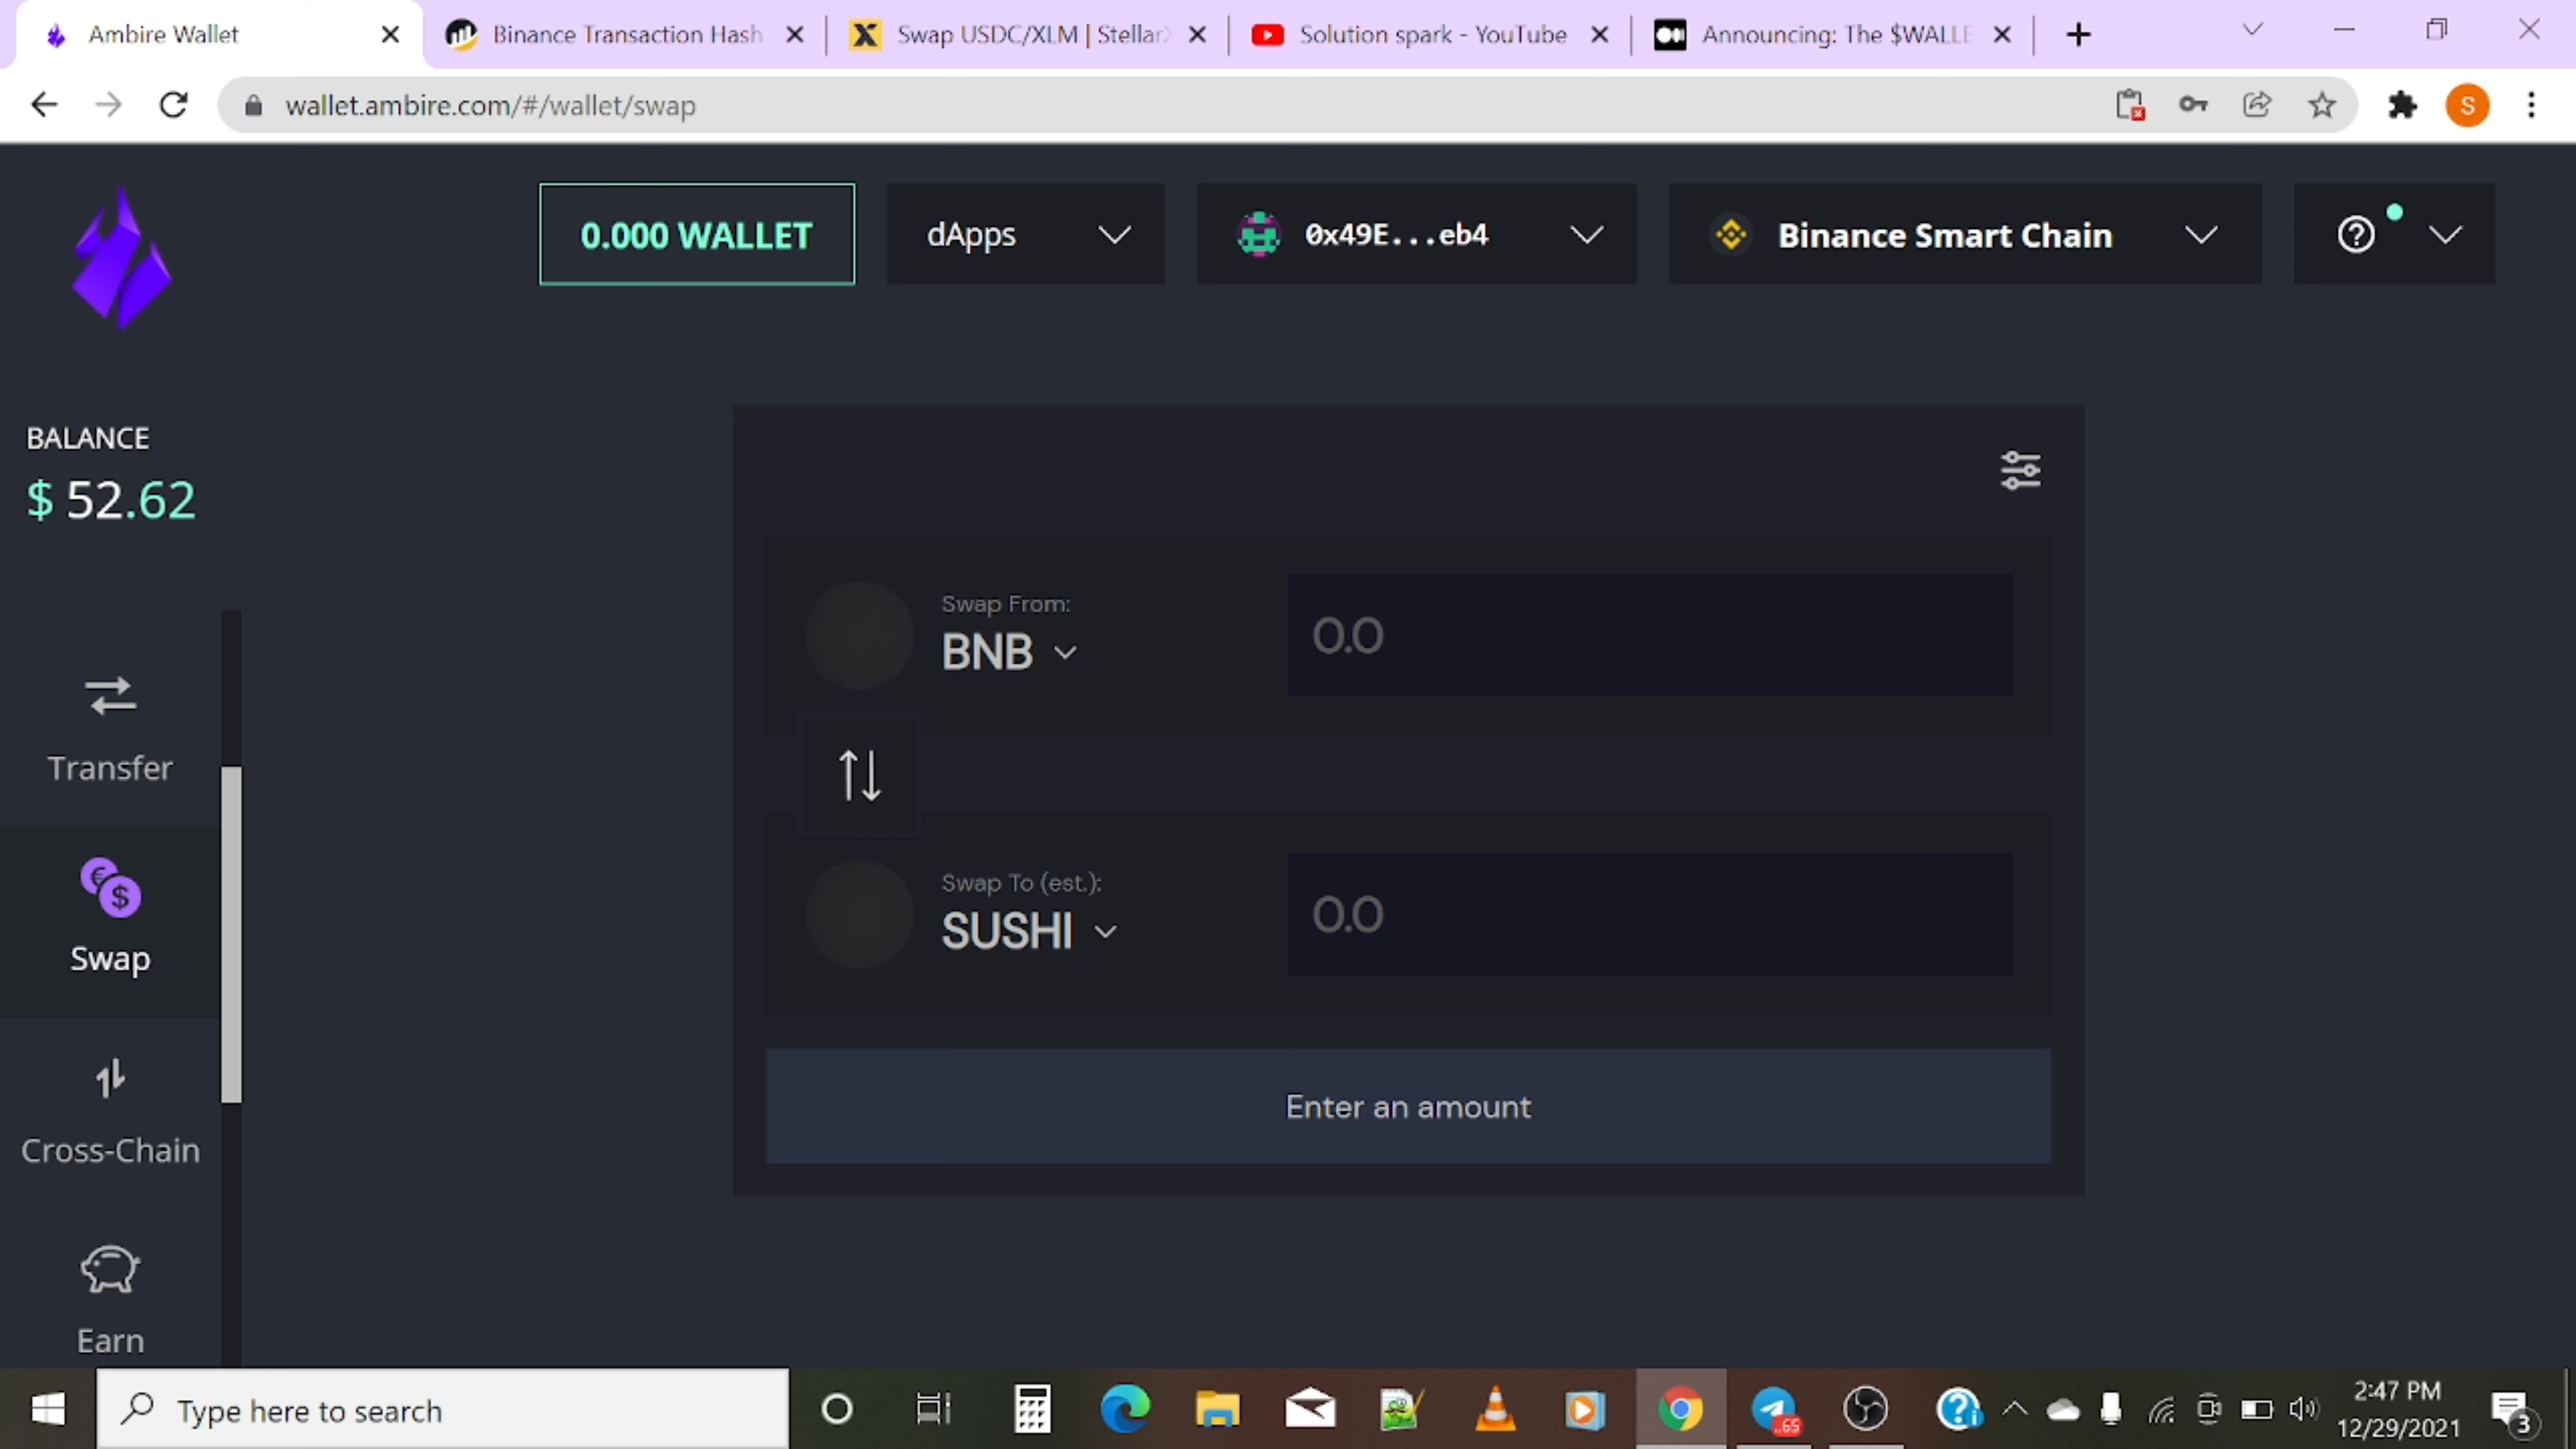 Ambire Wallet
Binance Transaction Hash
Swap USDC/XLM | Stellar
Solution spark - YouTube
Announcing: The $WALLE
wallet.ambire.com/#/wallet/swap
S
0.000 WALLET
dApps
0x49E...eb4
Binance Smart Chain
BALANCE
$ 52.62
Transfer
Swap
Cross-Chain
Earn
Swap From:
BNB
0.0
Swap To (est.):
SUSHI
0.0
Enter an amount
Type here to search
..65
2:47 PM
12/29/2021
3